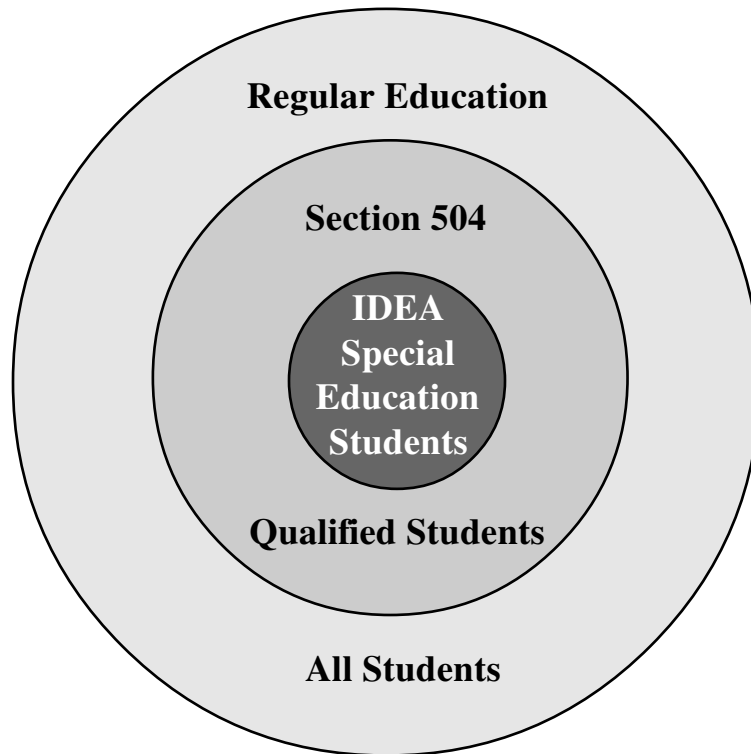 Regular Education
Section 504
IDEA
Special
Education
Students
Qualified Students
All Students